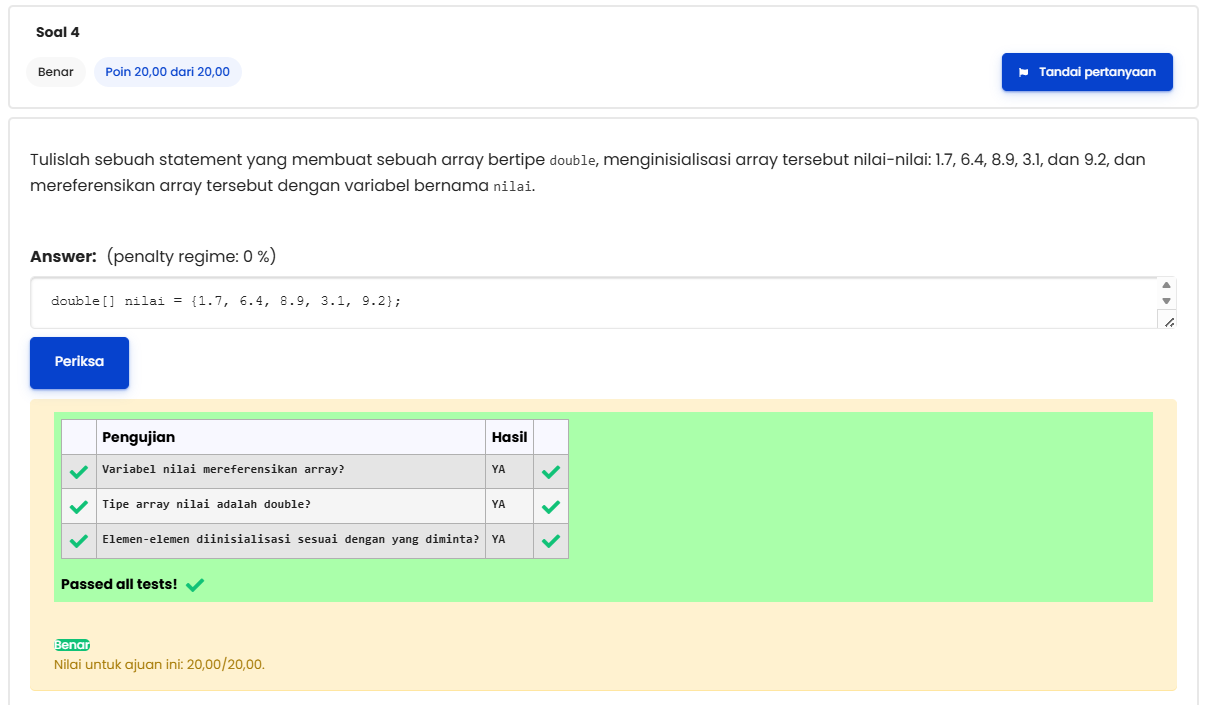 Soal 4
Benar
Poin 20,00 dari 20,00
Tandai pertanyaan
Tulislah sebuah statement yang membuat sebuah array bertipe double, menginisialisasi array tersebut nilai-nilai: 1.7, 6.4, 8.9, 3.1, dan 9.2, dan
mereferensikan array tersebut dengan variabel bernama nilai.
Answer: (penalty regime: 0 %)
double[] nilai = {1.7, 6.4, 8.9, 3.1, 9.2};
Periksa
Pengujian Hasil
Variabel nilai mereferensikan array? YA
Tipe array nilai adalah double? YA
Elemen-elemen diinisialisasi sesuai dengan yang diminta? YA
Passed all tests!
Benar
Nilai untuk ajuan ini: 20,00/20,00.